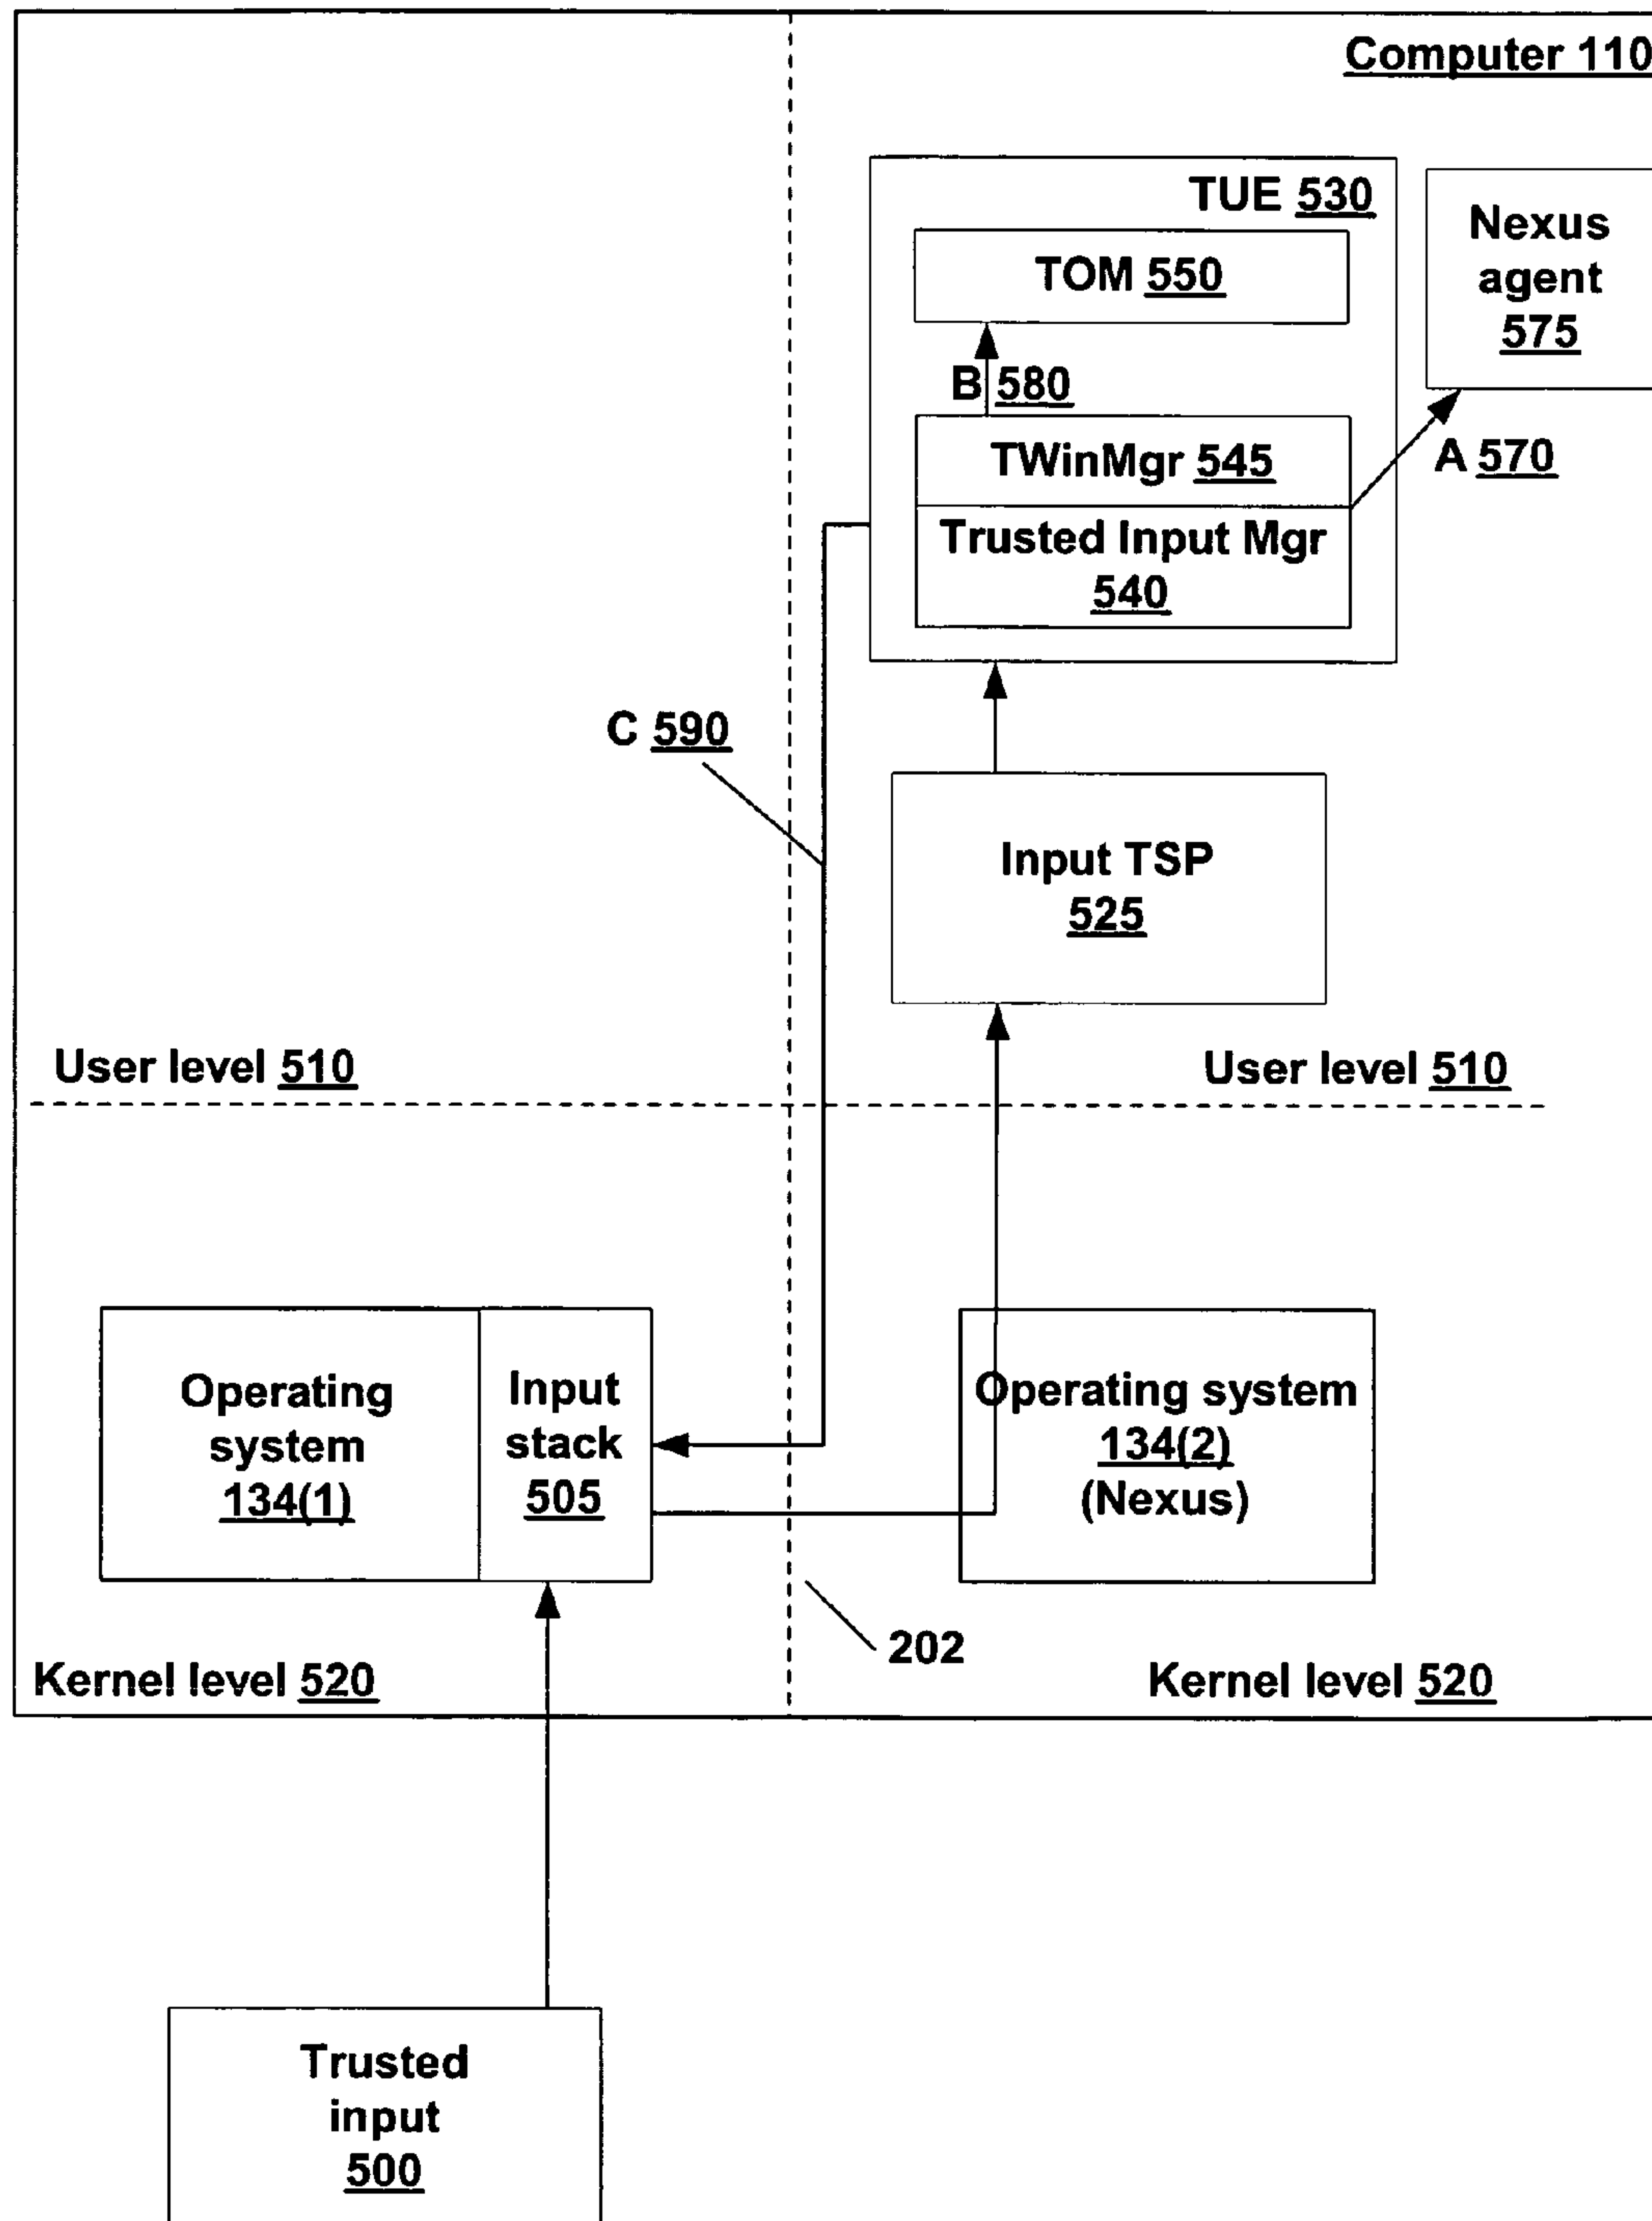 Computer 110
TUE 530
TOM 550
Nexus
agent
575
B 580
TWinMgr 545
A 570
Trusted Input Mgr
540
C 590
Input TSP
525
User level 510
User level 510
Operating
system
134(1)
Input
stack
505
Operating system
134(2)
(Nexus)
202
Kernel level 520
Kernel level 520
Trusted
input
500